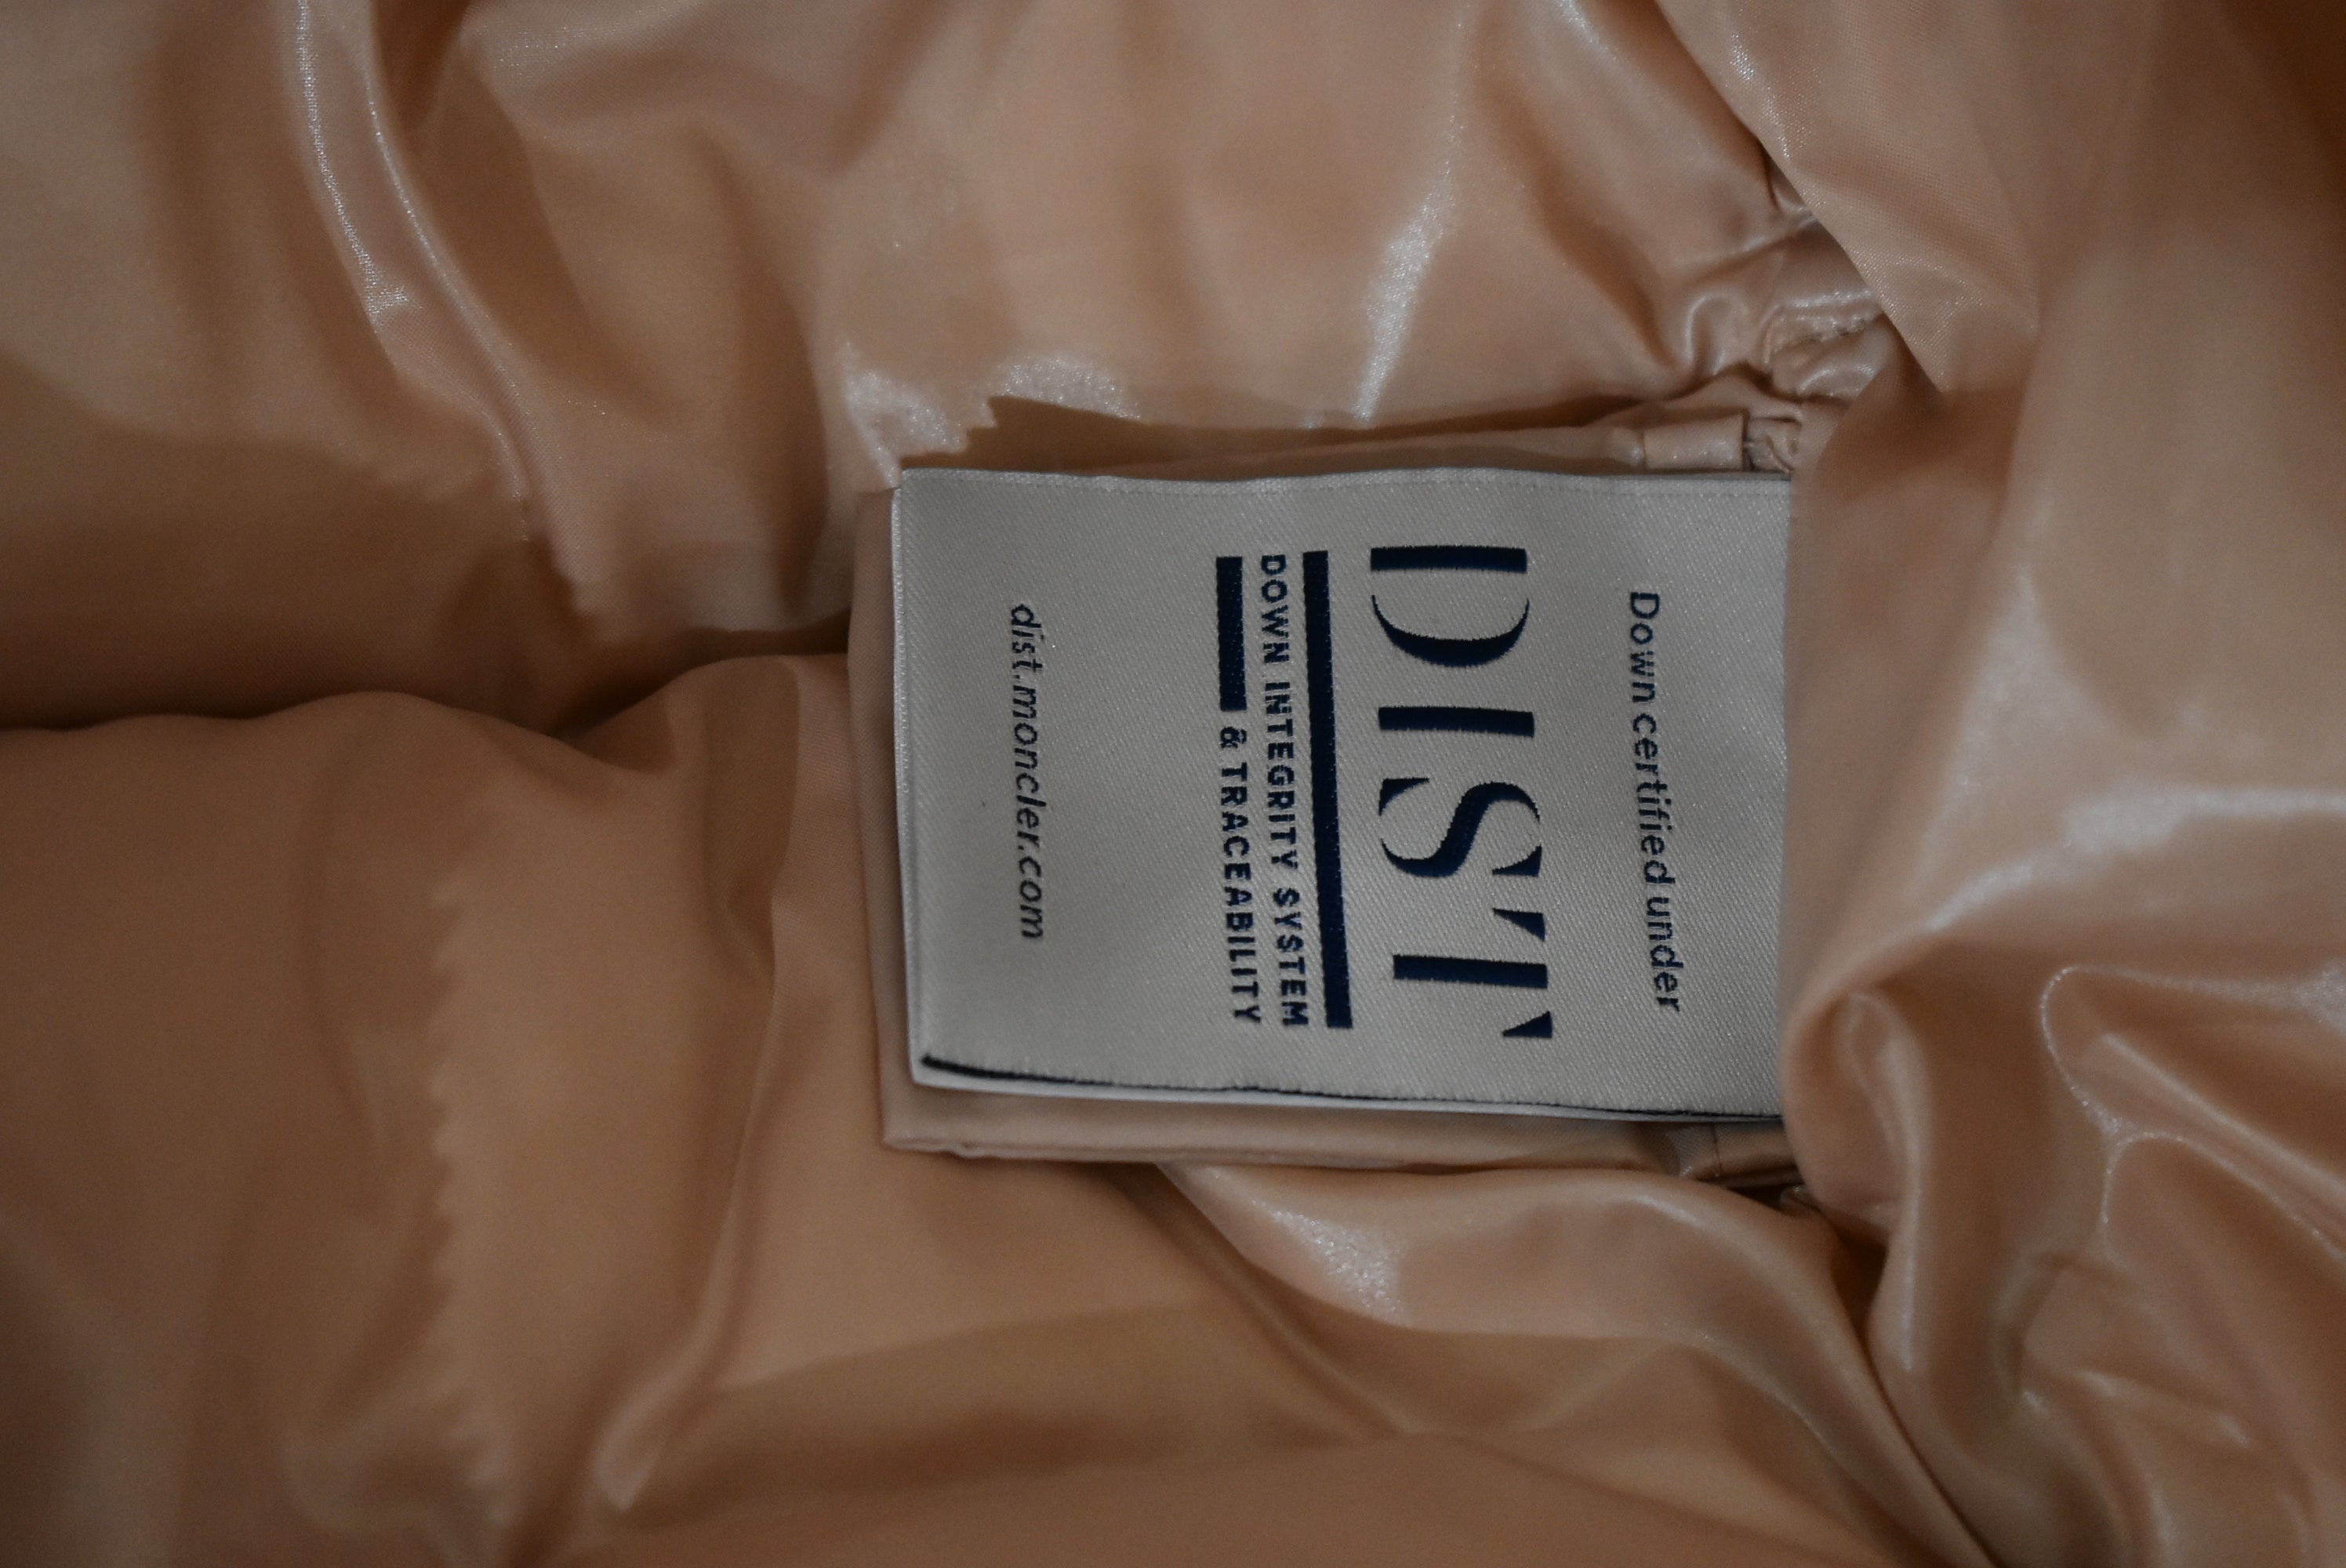 Down certified under
DIST
DOWN INTEGRITY SYSTEM
& TRACEABILITY
dist.moncler.com